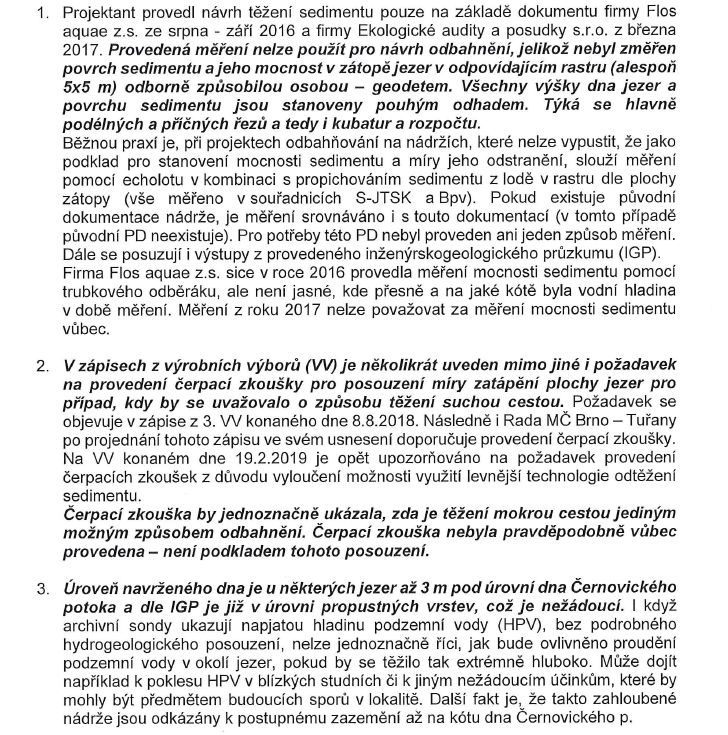 1. Projektant provedl návrh těžení sedimentu pouze na základě dokumentu firmy Flos
aquae z.s. ze srpna - září 2016 a firmy Ekologické audity a posudky s.r.o. z března
2017. Provedená měření nelze použít pro návrh odbahnění, jelikož nebyl změřen
povrch sedimentu a jeho mocnost v zátopě jezer v odpovídajícím rastru (alespoň
5x5 m) odborně způsobilou osobou – geodetem. Všechny výšky dna jezer a
povrchu sedimentu jsou stanoveny pouhým odhadem. Týká se hlavně
podélných a příčných řezů a tedy i kubatur a rozpočtu.
Běžnou praxí je, při projektech odbahňování na nádržích, které nelze vypustit, že jako
podklad pro stanovení mocnosti sedimentu a míry jeho odstranění, slouží měření
pomocí echolotu v kombinaci s propichováním sedimentu z lodě v rastru dle plochy
zátopy (vše měřeno v souřadnicích S-JTSK a Bpv). Pokud existuje původní
dokumentace nádrže, je měření srovnáváno i s touto dokumentací (v tomto případě
původní PD neexistuje). Pro potřeby této PD nebyl proveden ani jeden způsob měření.
Dále se posuzují i výstupy z provedeného inženýrskogeologického průzkumu (IGP).
Firma Flos aquae z.s. sice v roce 2016 provedla měření mocnosti sedimentu pomocí
trubkového odběráku, ale není jasné, kde přesně a na jaké kótě byla vodní hladina
v době měření. Měření z roku 2017 nelze považovat za měření mocnosti sedimentu
vůbec.
2. V zápisech z výrobních výborů (VV) je několikrát uveden mimo jiné i požadavek
na provedení čerpací zkoušky pro posouzení míry zatápění plochy jezer pro
případ, kdy by se uvažovalo o způsobu těžení suchou cestou. Požadavek se
objevuje v zápise z 3. VV konaného dne 8.8.2018. Následně i Rada MČ Brno – Tuřany
po projednání tohoto zápisu ve svém usnesení doporučuje provedení čerpací zkoušky.
Na VV konaném dne 19.2.2019 je opět upozorňováno na požadavek provedení
čerpacích zkoušek z důvodu vyloučení možnosti využití levnější technologie odtěžení
sedimentu.
Čerpací zkouška by jednoznačně ukázala, zda je těžení mokrou cestou jediným
možným způsobem odbahnění. Čerpací zkouška nebyla pravděpodobně vůbec
provedena – není podkladem tohoto posouzení.
3. Úroveň navrženého dna je u některých jezer až 3 m pod úrovní dna Černovického
potoka a dle IGP je již v úrovni propustných vrstev, což je nežádoucí. I když
archivní sondy ukazují napjatou hladinu podzemní vody (HPV), bez podrobného
hydrogeologického posouzení, nelze jednoznačně říci, jak bude ovlivněno proudění
podzemní vody v okolí jezer, pokud by se těžilo tak extrémně hluboko. Může dojít
například k poklesu HPV v blízkých studních či k jiným nežádoucím účinkům, které by
mohly být předmětem budoucích sporů v lokalitě. Další fakt je, že takto zahloubené
nádrže jsou odkázány k postupnému zazemění až na kótu dna Černovického p.